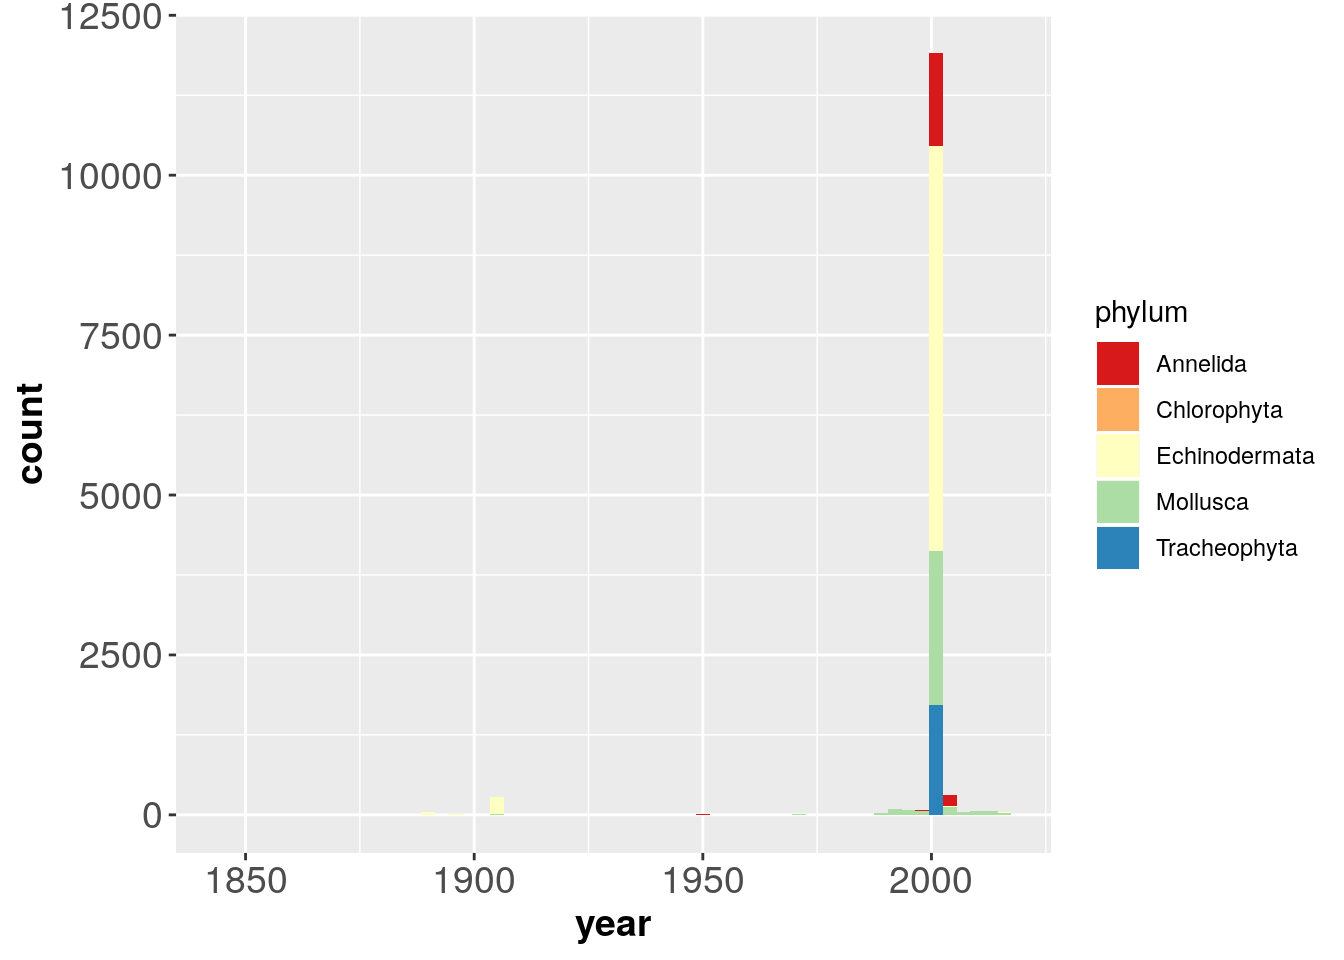 12500
10000
7500
5000
2500
0
count
1850 1900 1950 2000
year
phylum
Annelida
Chlorophyta
Echinodermata
Mollusca
Tracheophyta